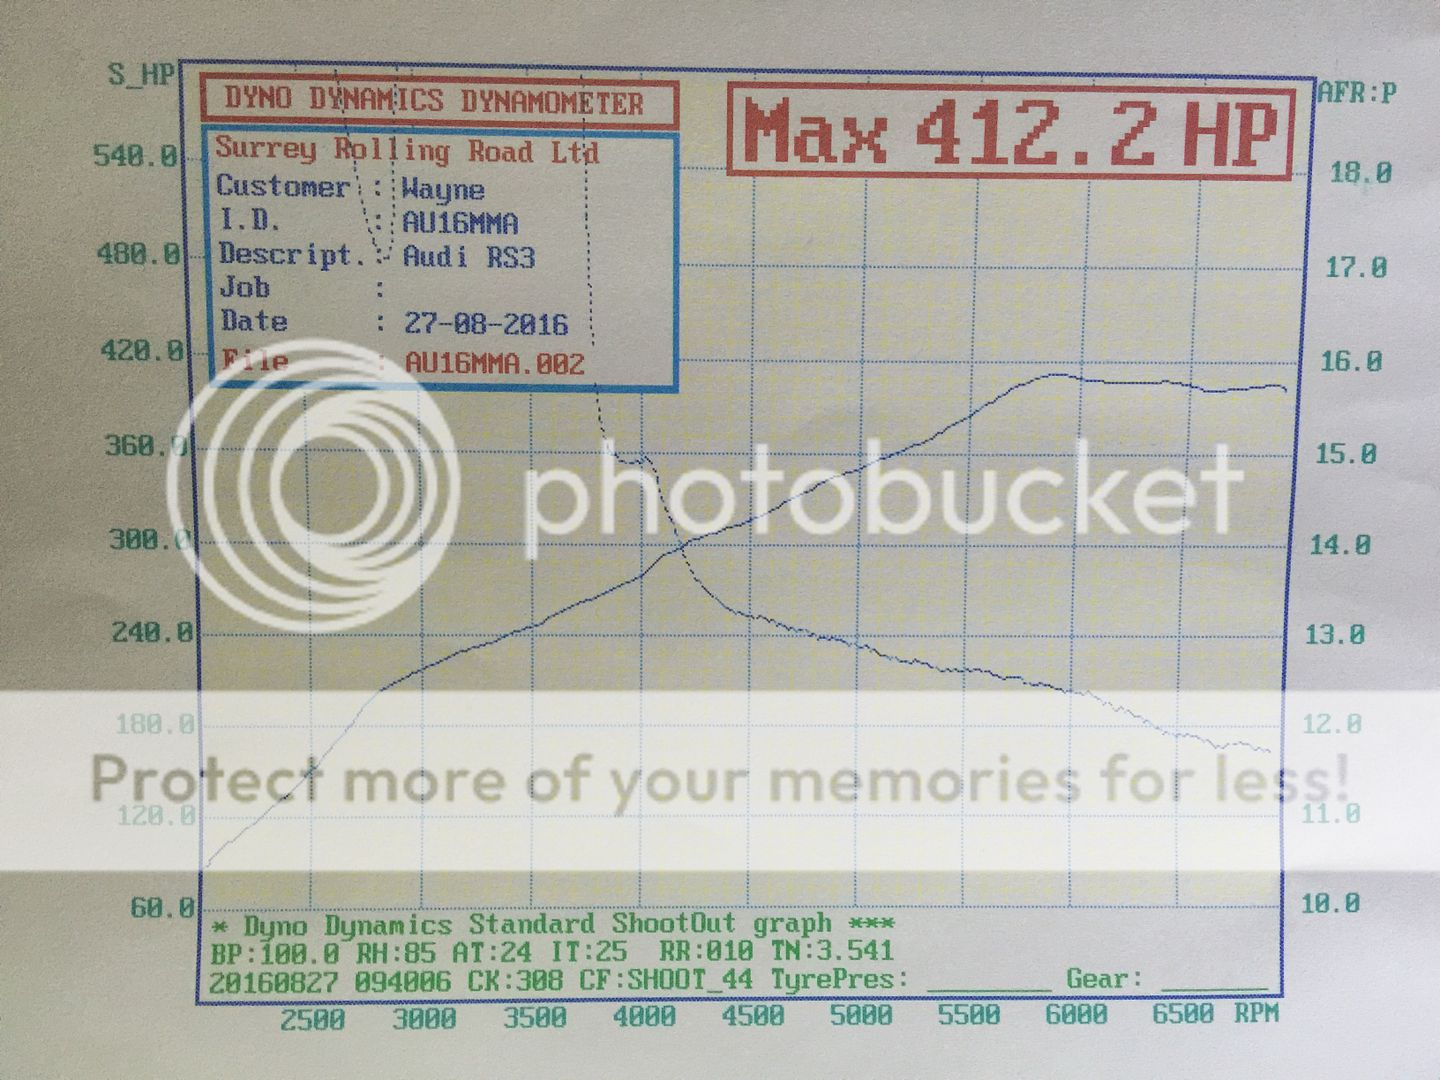 S_HP
DYNO DYNAMICS DYNAMOMETER
Max 412.2 HP
AFR:P
Surrey Rolling Road Ltd
Customer : Wayne
I.D. : AU16MMA
Descript. : Audi RS3
Job :
Date : 27-08-2016
File : AU16MMA.002
540.0
480.0
420.0
360.0
300.0
240.0
180.0
120.0
60.0
18.0
17.0
16.0
15.0
14.0
13.0
12.0
11.0
10.0
photobucket
Protect more of your memories for less!
* Dyno Dynamics Standard ShootOut graph ***
BP:100.0 RH:85 AT:24 IT:25 RR:010 TN:3.541
20160827 094006 CK:308 CF:SHOOT_44 TyrePres: ________ Gear: _______
2500 3000 3500 4000 4500 5000 5500 6000 6500 RPM